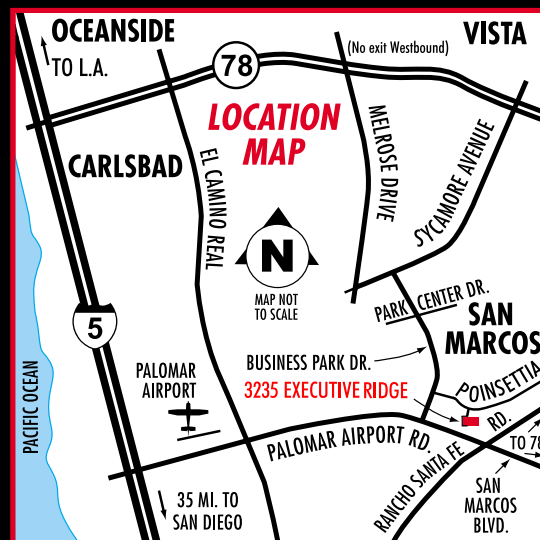 OCEANSIDE
TO L.A.
78
(No exit Westbound)
VISTA
LOCATION
MAP
CARLSBAD
EL CAMINO REAL
MELROSE DRIVE
SYCAMORE AVENUE
N
MAP NOT
TO SCALE
PARK CENTER DR.
SAN
MARCOS
5
BUSINESS PARK DR.
3235 EXECUTIVE RIDGE
POINSETTIA
PALOMAR
AIRPORT
PACIFIC OCEAN
PALOMAR AIRPORT RD.
RANCHO SANTA FE RD.
TO 78
35 MI. TO
SAN DIEGO
SAN
MARCOS
BLVD.